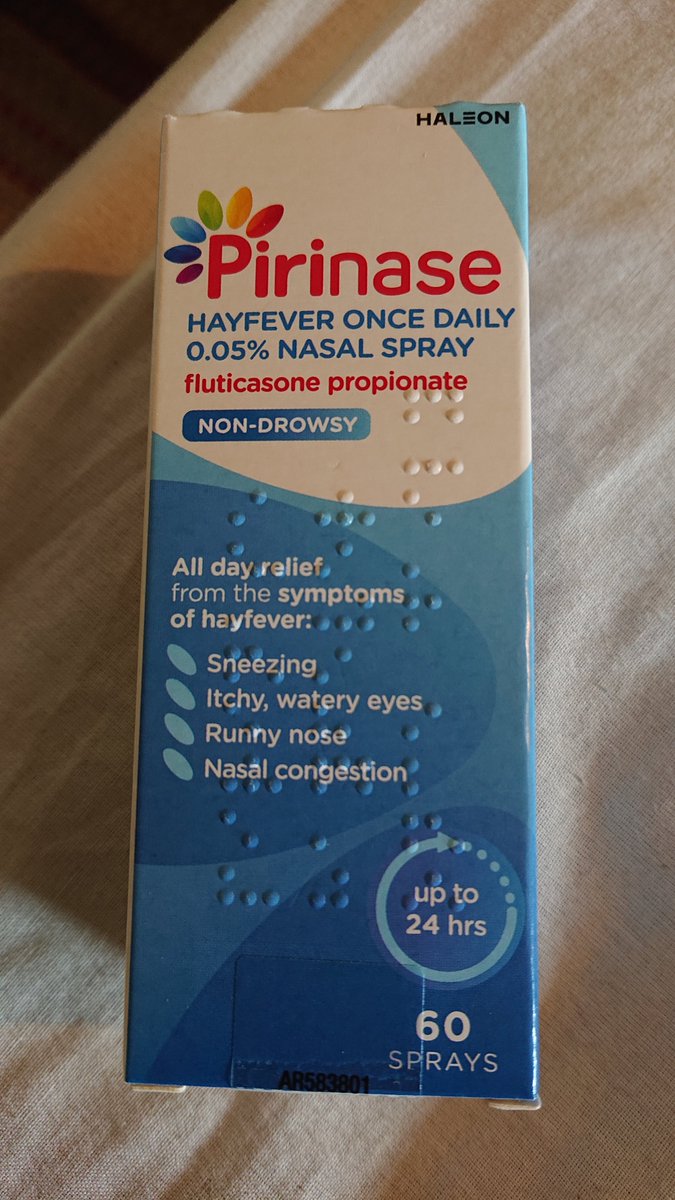 HALEON
Pirinase
HAYFEVER ONCE DAILY
0.05% NASAL SPRAY
fluticasone propionate
NON-DROWSY
All day relief
from the symptoms
of hayfever:
Sneezing
Itchy, watery eyes
Runny nose
Nasal congestion
up to
24 hrs
60
SPRAYS
AR583801